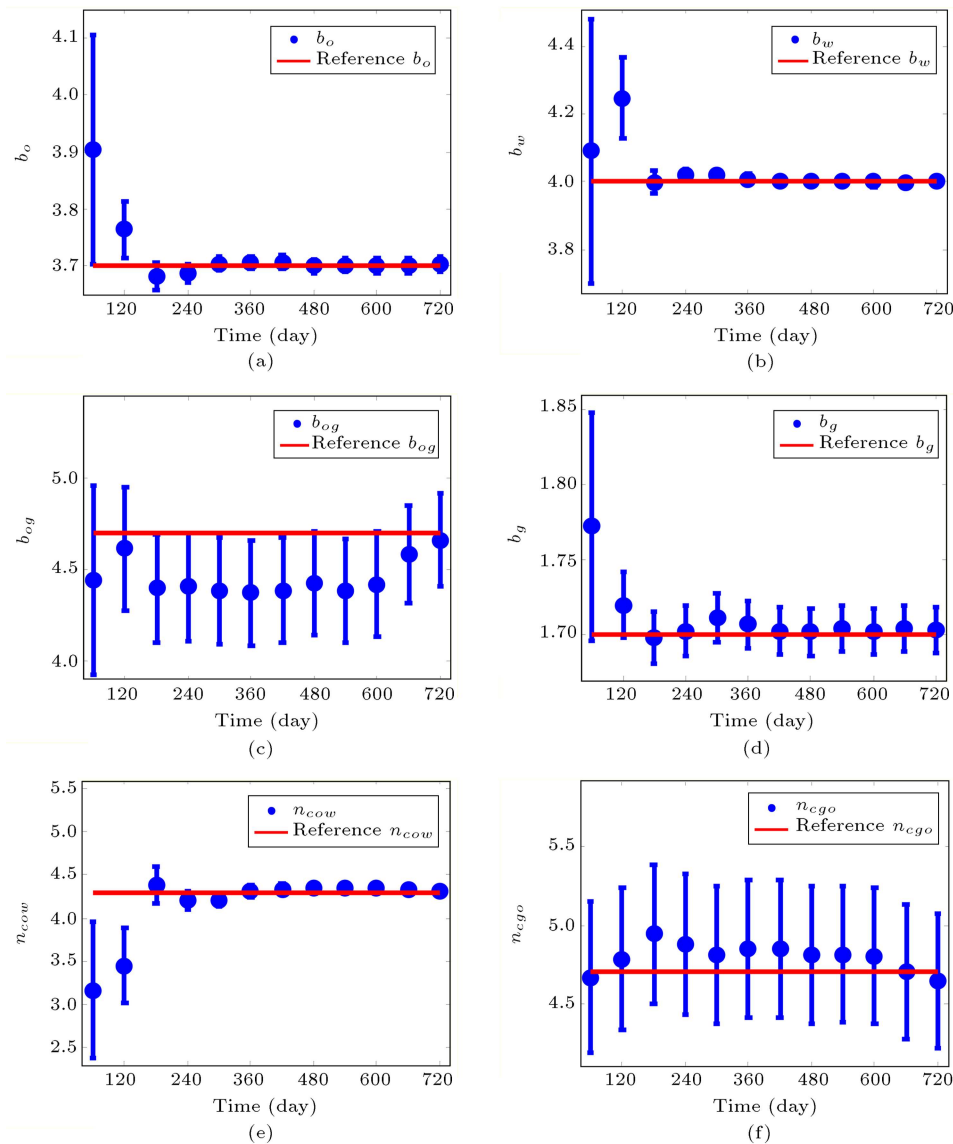 4.1
4.0
3.9
3.8
3.7
b_o
b_o
Reference b_o
120 240 360 480 600 720
Time (day)
(a)
4.4
4.2
4.0
3.8
b_w
b_w
Reference b_w
120 240 360 480 600 720
Time (day)
(b)
5.0
4.5
4.0
b_og
b_og
Reference b_og
120 240 360 480 600 720
Time (day)
(c)
1.85
1.80
1.75
1.70
b_g
b_g
Reference b_g
120 240 360 480 600 720
Time (day)
(d)
5.5
5.0
4.5
4.0
3.5
3.0
2.5
n_cow
n_cow
Reference n_cow
120 240 360 480 600 720
Time (day)
(e)
5.5
5.0
4.5
n_cgo
n_cgo
Reference n_cgo
120 240 360 480 600 720
Time (day)
(f)